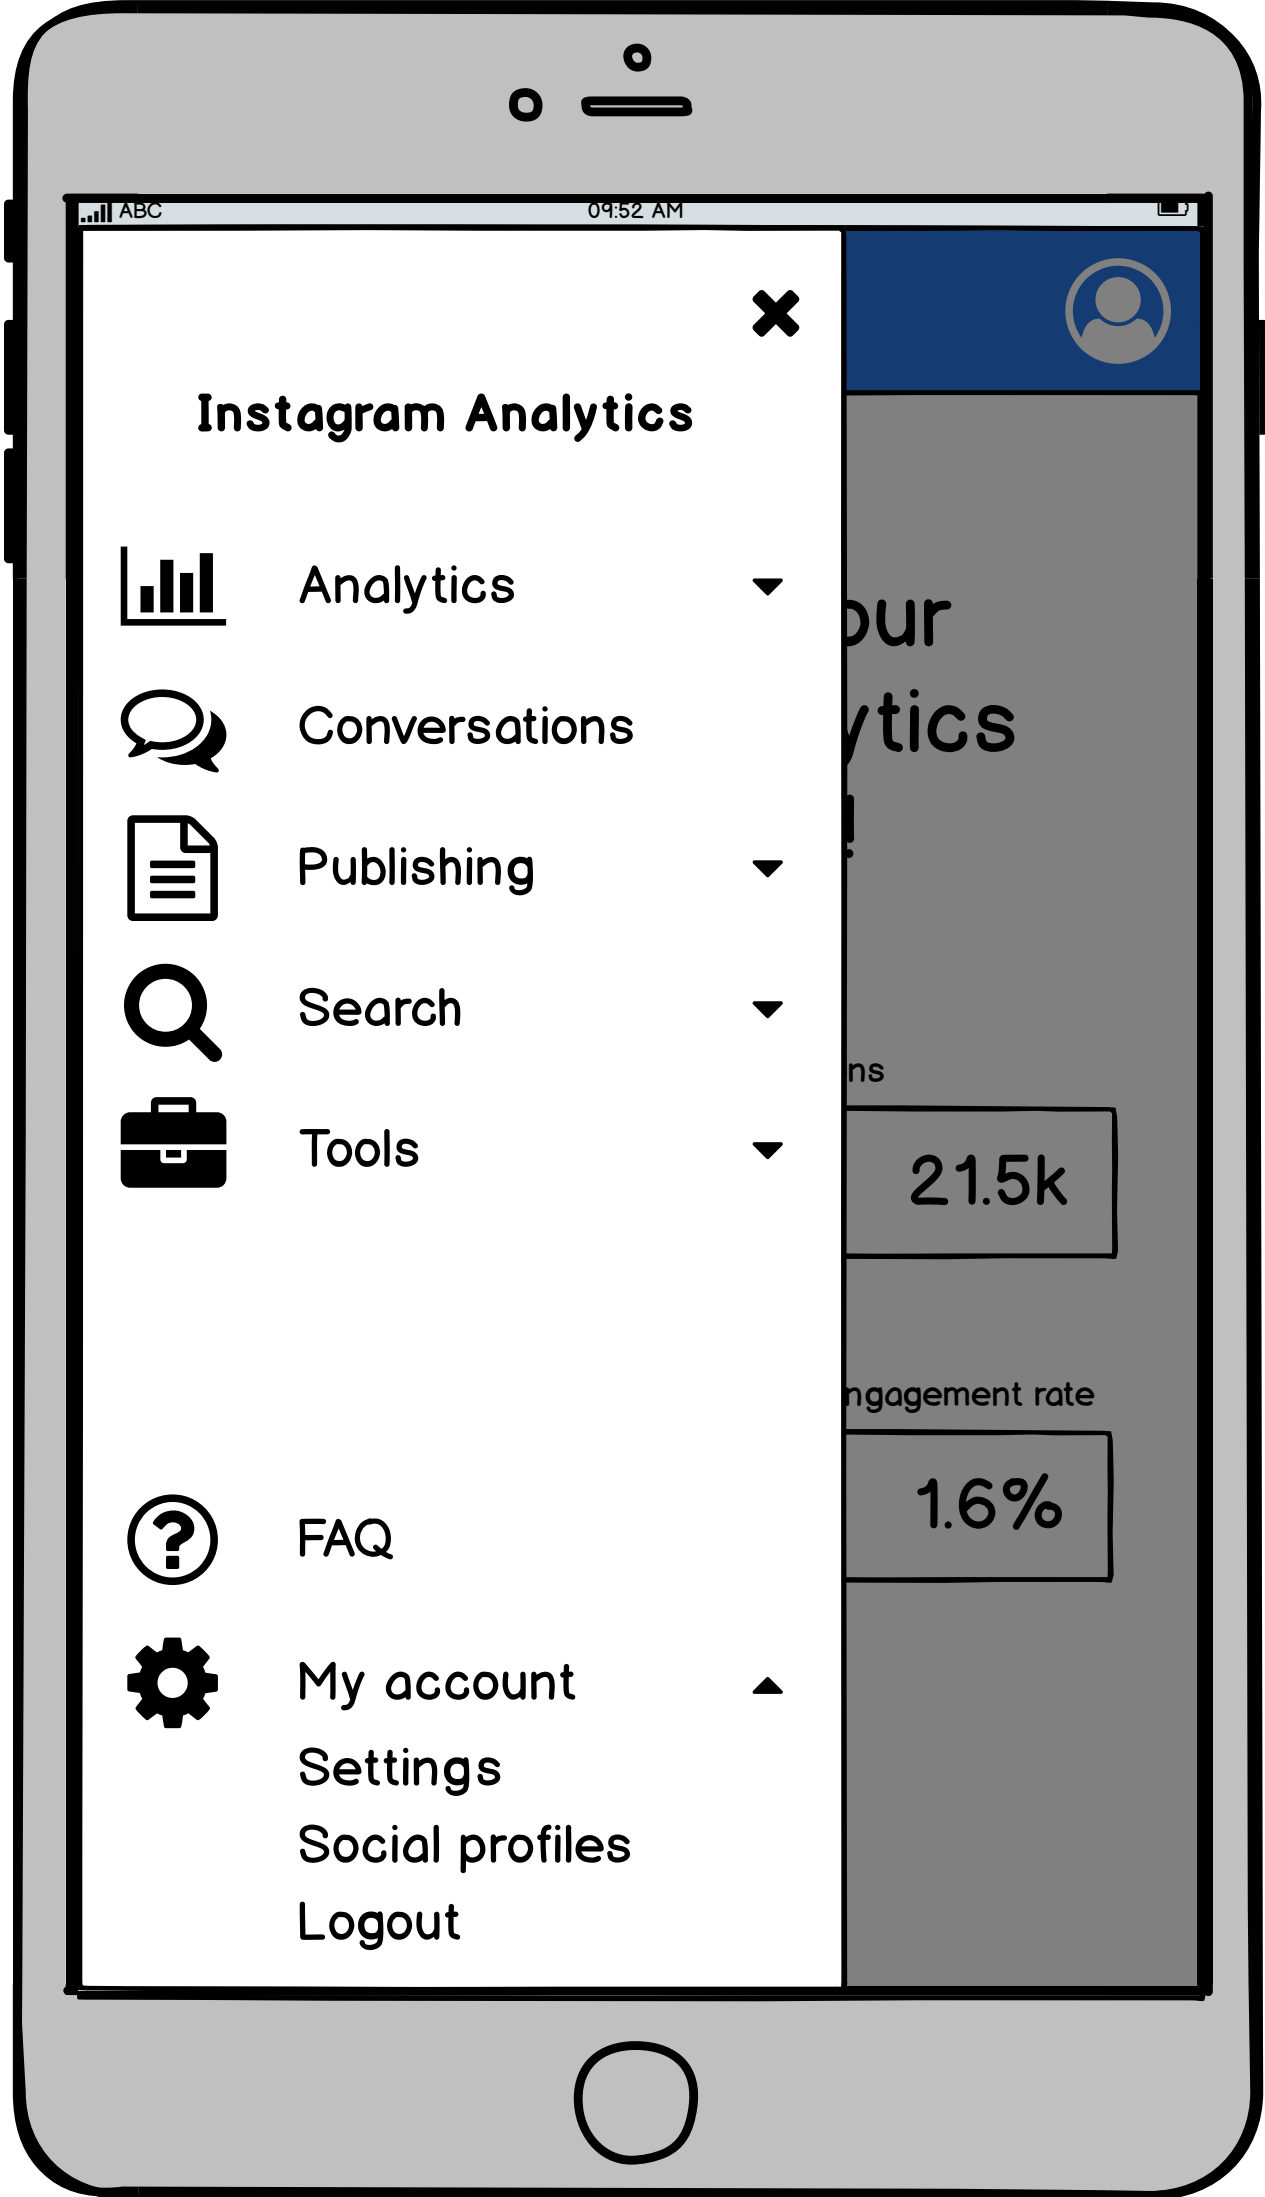 ABC 09:52 AM
Instagram Analytics
Analytics
our
ytics
Conversations
!
Publishing
Search
ns
Tools
21.5k
ngagement rate
1.6%
FAQ
My account
Settings
Social profiles
Logout